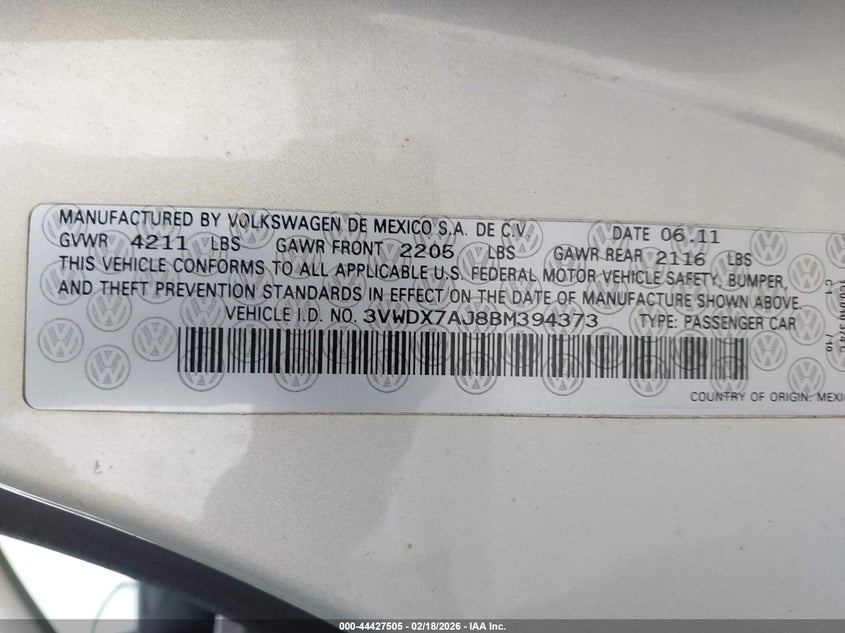 MANUFACTURED BY VOLKSWAGEN DE MEXICO S.A. DE C.V. DATE 06.11
GVWR 4211 LBS GAWR FRONT 2205 LBS GAWR REAR 2116 LBS
THIS VEHICLE CONFORMS TO ALL APPLICABLE U.S. FEDERAL MOTOR VEHICLE SAFETY, BUMPER,
AND THEFT PREVENTION STANDARDS IN EFFECT ON THE DATE OF MANUFACTURE SHOWN ABOVE.
VEHICLE I.D. NO. 3VWDX7AJ8BM394373 TYPE: PASSENGER CAR
COUNTRY OF ORIGIN: MEXI
000-44427505 - 02/18/2026 - IAA Inc.